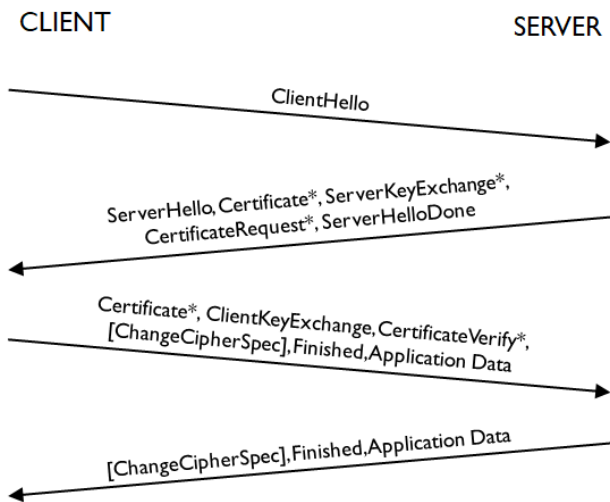 CLIENT
SERVER
ClientHello
ServerHello, Certificate*, ServerKeyExchange*,
CertificateRequest*, ServerHelloDone
Certificate*, ClientKeyExchange, CertificateVerify*,
[ChangeCipherSpec], Finished, Application Data
[ChangeCipherSpec], Finished, Application Data